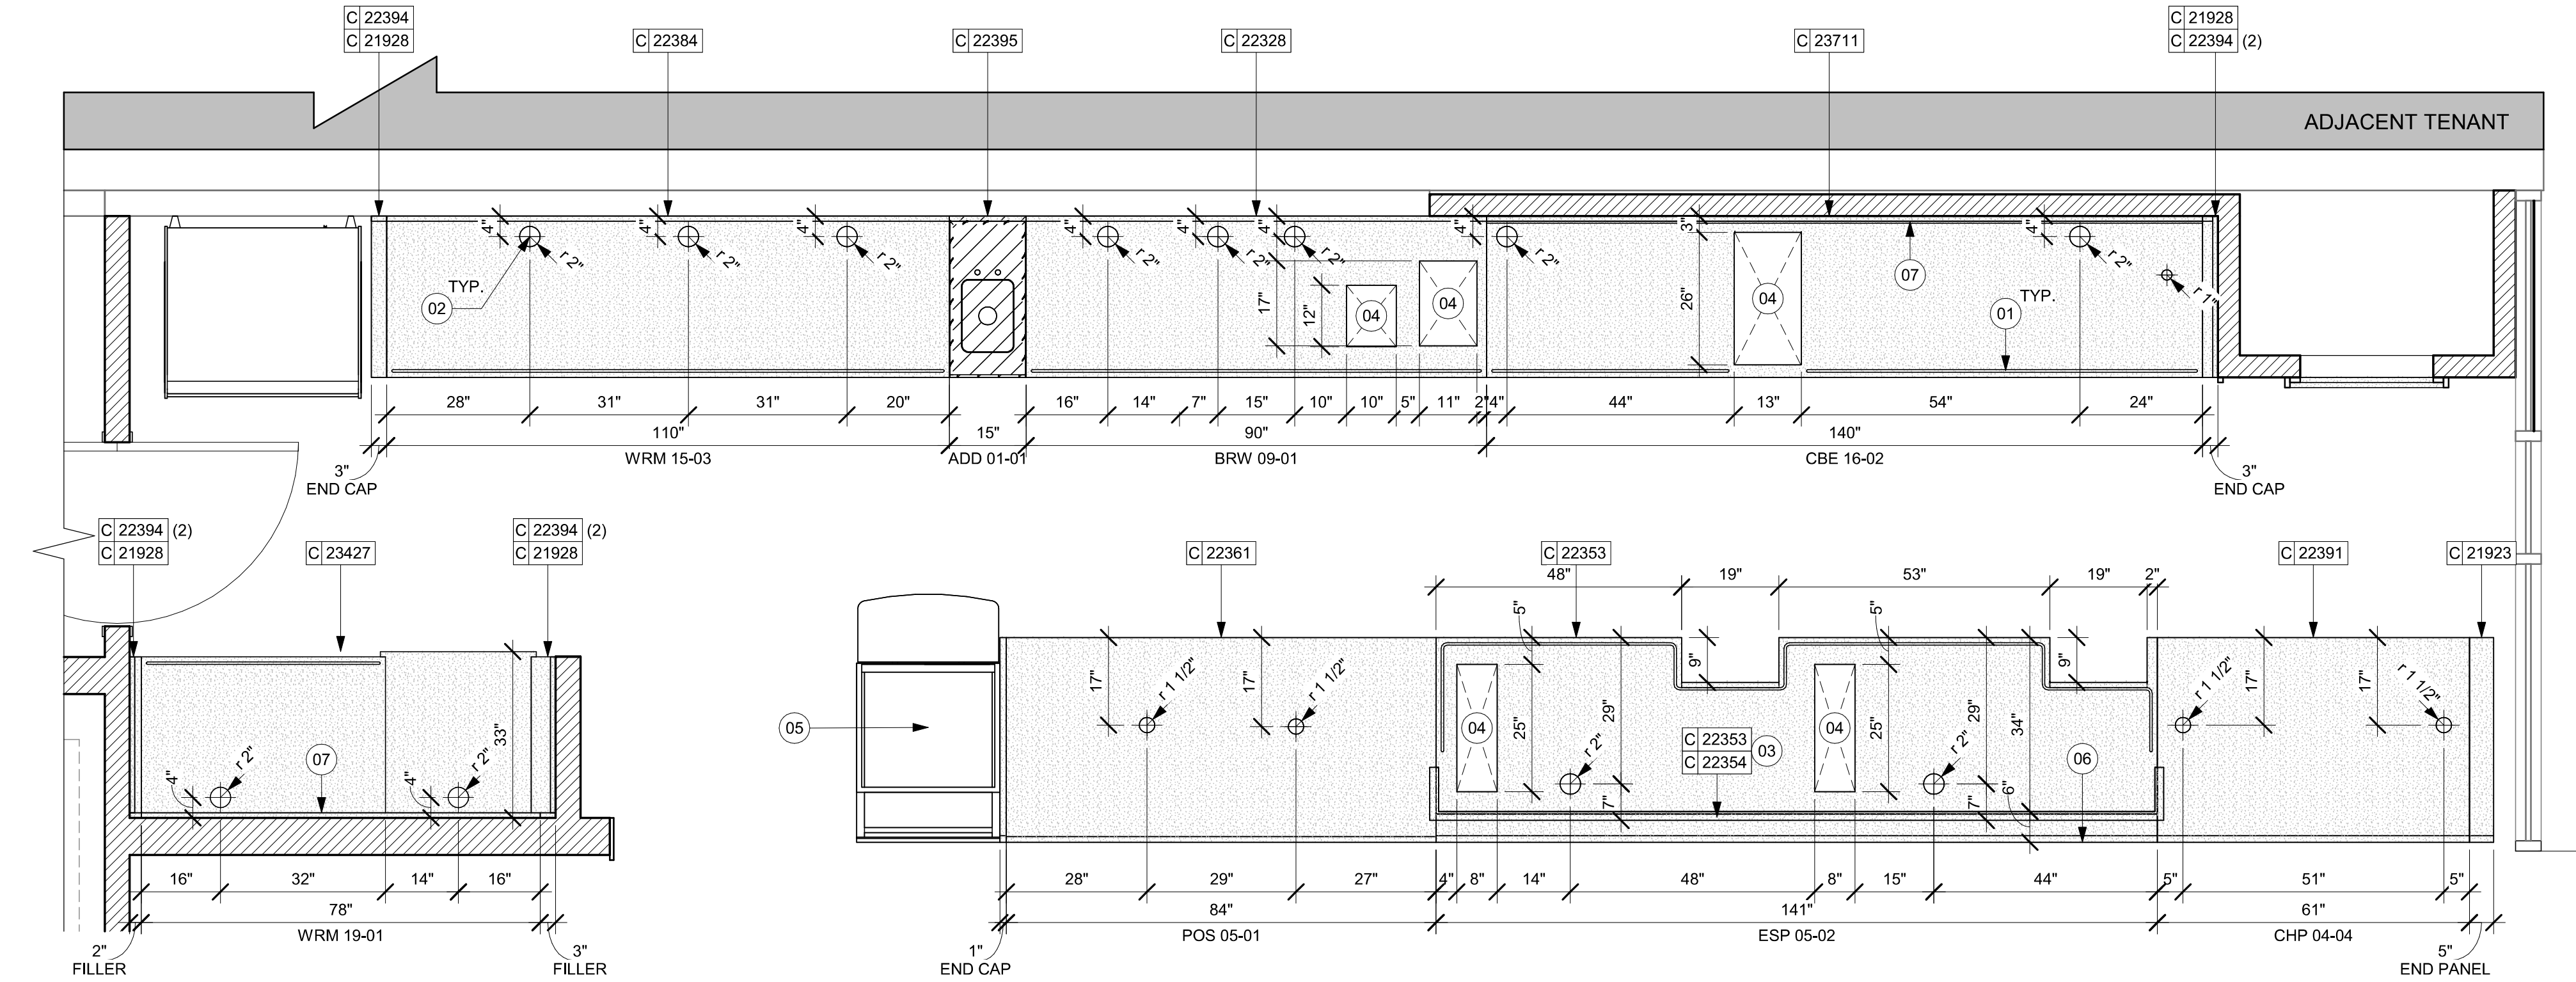 C 22394
C 21928
C 22384
C 22395
C 22328
C 23711
C 21928
C 22394 (2)
ADJACENT TENANT
4"
4"
4"
4"
4"
4"
4"
3"
4"
r 2"
r 2"
r 2"
r 2"
r 2"
r 2"
r 2"
r 2"
r 1"
TYP.
02
17"
12"
04
04
26"
04
07
TYP.
01
28"
31"
31"
20"
16"
14"
7"
15"
10"
10"
5"
11"
2"
4"
44"
13"
54"
24"
110"
15"
90"
140"
WRM 15-03
ADD 01-01
BRW 09-01
CBE 16-02
3"
END CAP
3"
END CAP
C 22394 (2)
C 21928
C 23427
C 22394 (2)
C 21928
C 22361
C 22353
C 22391
C 21923
48"
19"
53"
19"
2"
5"
5"
9"
9"
17"
r 1 1/2"
17"
r 1 1/2"
r 1 1/2"
17"
17"
r 1 1/2"
05
04
25"
29"
r 2"
7"
C 22353
C 22354
03
04
25"
29"
r 2"
7"
34"
6"
06
33"
4"
r 2"
07
4"
r 2"
16"
32"
14"
16"
28"
29"
27"
4"
8"
14"
48"
8"
15"
44"
5"
51"
5"
78"
84"
141"
61"
WRM 19-01
POS 05-01
ESP 05-02
CHP 04-04
2"
FILLER
3"
FILLER
1"
END CAP
5"
END PANEL